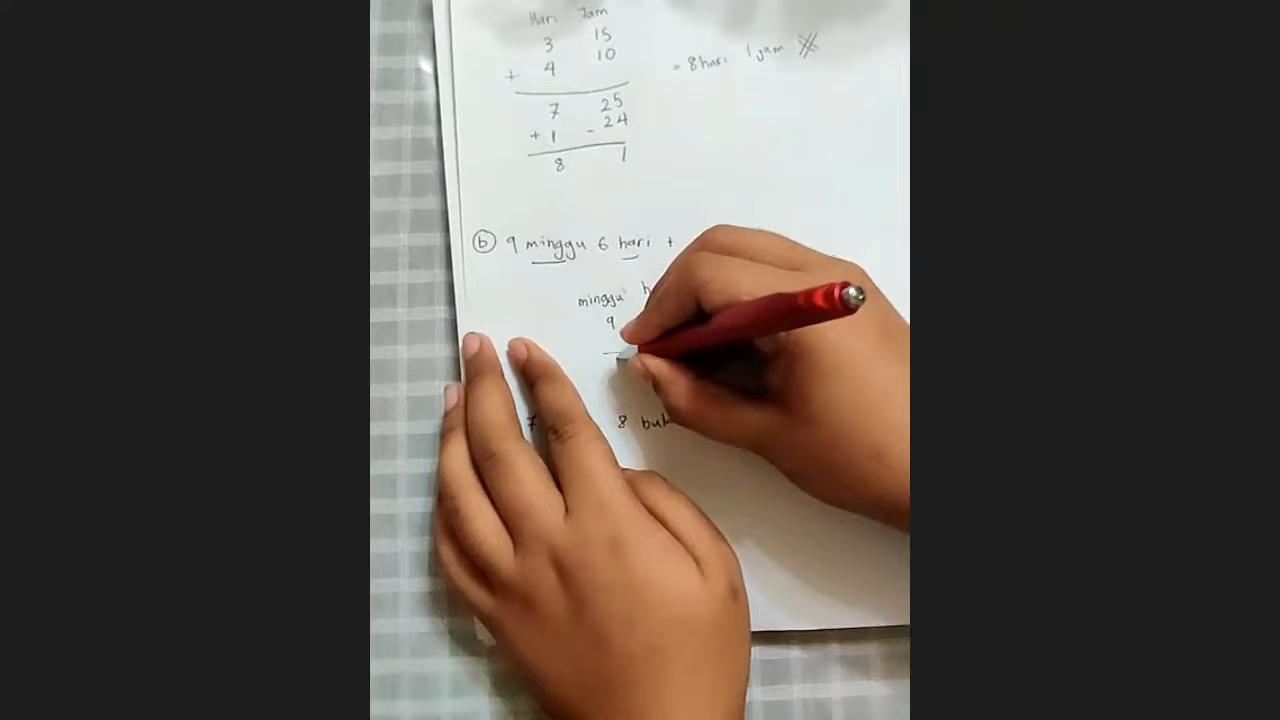 Hari Jam
3 15
+ 4 10
= 8 hari 1 jam
7 25
+ 1 - 24
8 1
(b) 9 minggu 6 hari +
minggu h
9
7 8